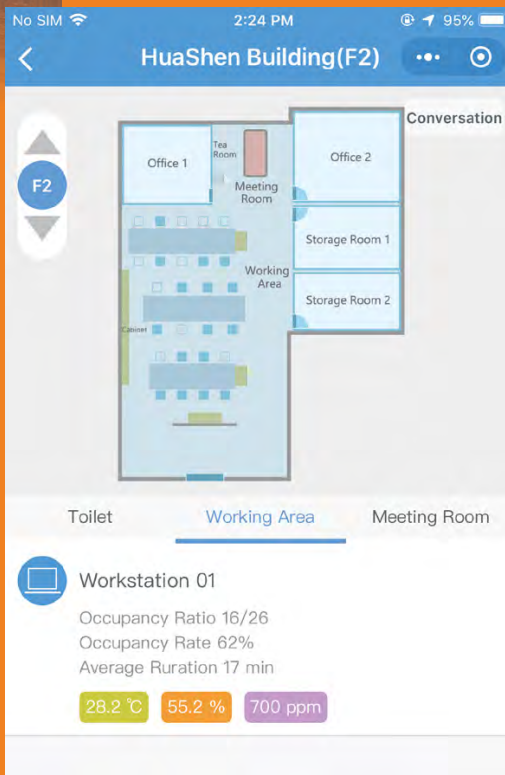 No SIM 2:24 PM 95%
HuaShen Building(F2)
Conversation
F2
Office 1
Tea
Room
Meeting
Room
Office 2
Storage Room 1
Working
Area
Storage Room 2
Cabinet
Toilet Working Area Meeting Room
Workstation 01
Occupancy Ratio 16/26
Occupancy Rate 62%
Average Ruration 17 min
28.2 ℃ 55.2 % 700 ppm